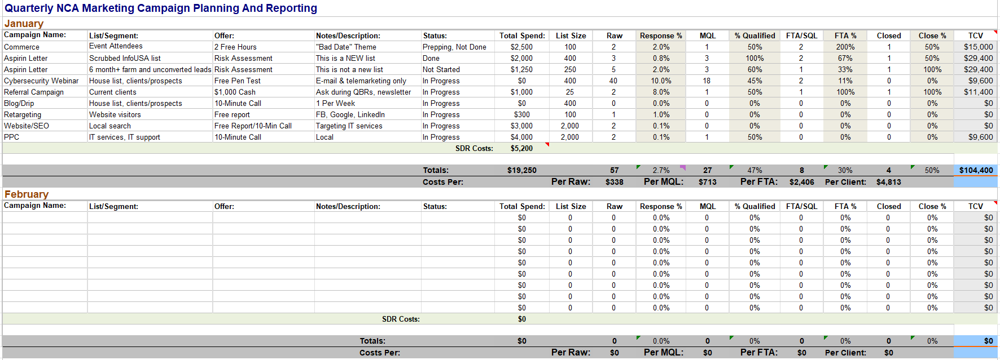 Quarterly NCA Marketing Campaign Planning And Reporting
January
Campaign Name: List/Segment: Offer: Notes/Description: Status: Total Spend: List Size Raw Response % MQL % Qualified FTA/SQL FTA % Closed Close % TCV
Commerce Event Attendees 2 Free Hours "Bad Date" Theme Prepping, Not Done $2,500 100 2 2.0% 1 50% 2 200% 1 50% $15,000
Aspirin Letter Scrubbed InfoUSA list Risk Assessment This is a NEW list Done $2,000 400 3 0.8% 3 100% 2 67% 1 50% $29,400
Aspirin Letter 6 month+ farm and unconverted leads Risk Assessment This is not a new list Not Started $1,250 250 5 2.0% 3 60% 1 33% 1 100% $29,400
Cybersecurity Webinar House list, clients/prospects Free Pen Test E-mail & telemarketing only In Progress $0 400 40 10.0% 18 45% 2 11% 0 0% $9,600
Referral Campaign Current clients $1,000 Cash Ask during QBRs, newsletter In Progress $1,000 25 2 8.0% 1 50% 1 100% 1 100% $11,400
Blog/Drip House list, clients/prospects 10-Minute Call 1 Per Week In Progress $0 400 0 0.0% 0 0% 0 0% 0 0% $0
Retargeting Website visitors Free report FB, Google, LinkedIn In Progress $300 100 1 1.0% 0 0% 0 0% 0 0% $0
Website/SEO Local search Free Report/10-Min Call Targeting IT services In Progress $3,000 2,000 2 0.1% 0 0% 0 0% 0 0% $0
PPC IT services, IT support 10-Minute Call Local In Progress $4,000 2,000 2 0.1% 1 50% 0 0% 0 0% $9,600
SDR Costs: $5,200
Totals: $19,250 57 2.7% 27 47% 8 30% 4 50% $104,400
Costs Per: Per Raw: $338 Per MQL: $713 Per FTA: $2,406 Per Client: $4,813
February
Campaign Name: List/Segment: Offer: Notes/Description: Status: Total Spend: List Size Raw Response % MQL % Qualified FTA/SQL FTA % Closed Close % TCV
$0 0 0 0.0% 0 0% 0 0% 0 0% $0
$0 0 0 0.0% 0 0% 0 0% 0 0% $0
$0 0 0 0.0% 0 0% 0 0% 0 0% $0
$0 0 0 0.0% 0 0% 0 0% 0 0% $0
$0 0 0 0.0% 0 0% 0 0% 0 0% $0
$0 0 0 0.0% 0 0% 0 0% 0 0% $0
$0 0 0 0.0% 0 0% 0 0% 0 0% $0
$0 0 0 0.0% 0 0% 0 0% 0 0% $0
$0 0 0 0.0% 0 0% 0 0% 0 0% $0
SDR Costs: $0
Totals: $0 0 0.0% 0 0% 0 0% 0 0% $0
Costs Per: Per Raw: $0 Per MQL: $0 Per FTA: $0 Per Client: $0